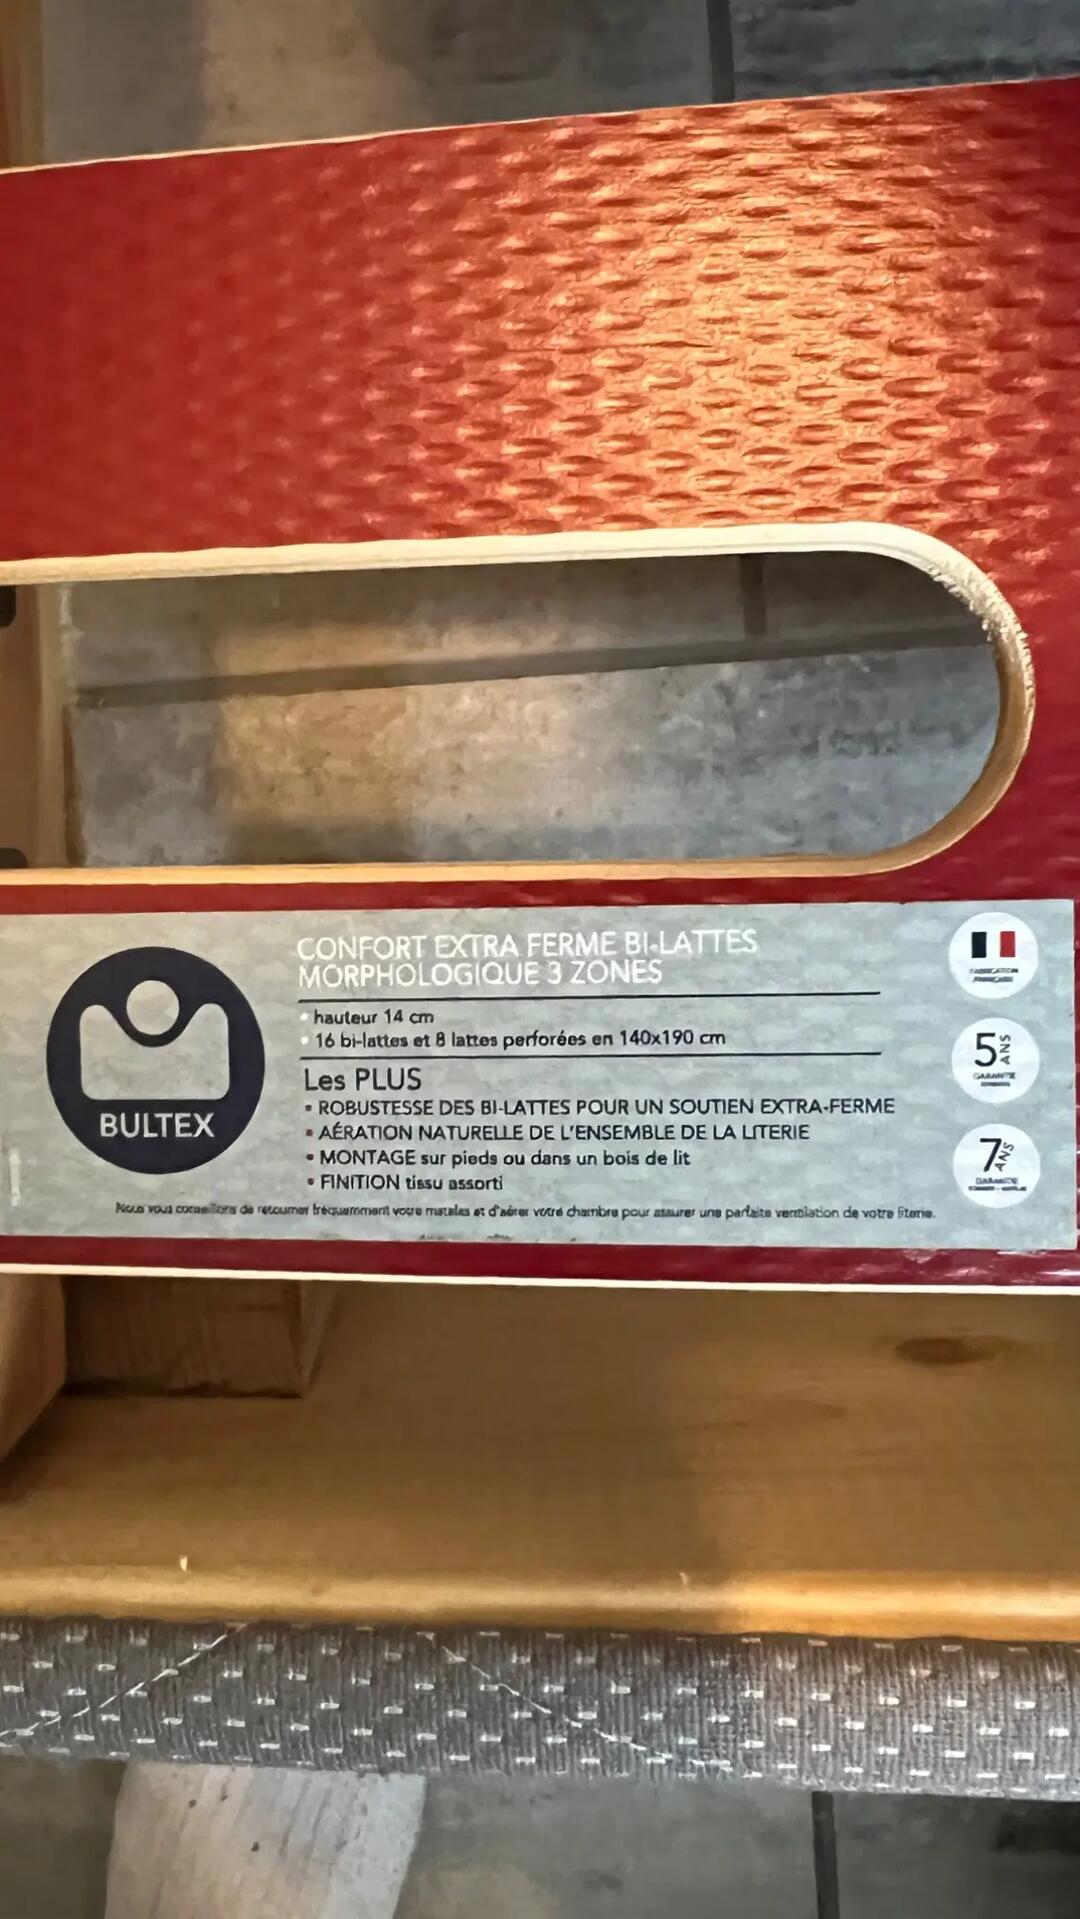 CONFORT EXTRA FERME BI-LATTES
MORPHOLOGIQUE 3 ZONES
hauteur 14 cm
16 bi-lattes et 8 lattes perforées en 140x190 cm
Les PLUS
• ROBUSTESSE DES BI-LATTES POUR UN SOUTIEN EXTRA-FERME
• AÉRATION NATURELLE DE L'ENSEMBLE DE LA LITERIE
• MONTAGE sur pieds ou dans un bois de lit
• FINITION tissu assorti
Nous vous conseillons de retourner fréquemment votre matelas et d'aérer votre chambre pour assurer une parfaite ventilation de votre literie.
BULTEX
FABRICATION
FRANÇAISE
5 ANS
GARANTIE
7 ANS
GARANTIE